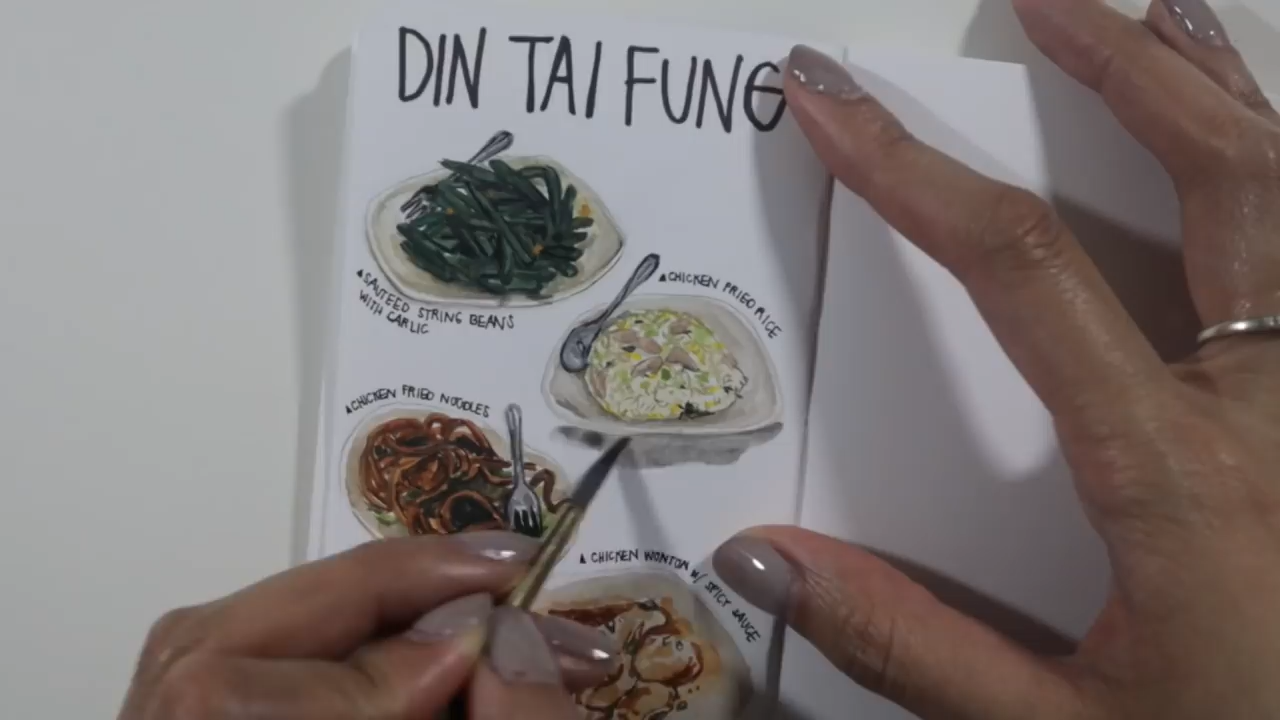 DIN TAI FUNG
▲SAUTEED STRING BEANS
WITH GARLIC
▲CHICKEN FRIED RICE
▲CHICKEN FRIED NOODLES
▲CHICKEN WONTON W/ SPICY SAUCE